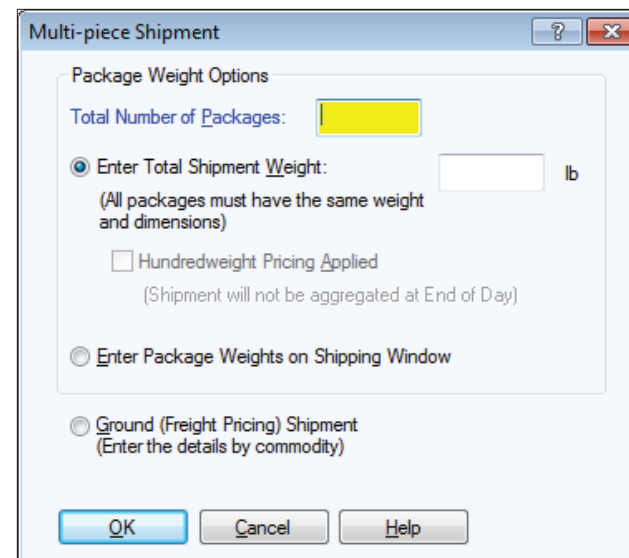 Multi-piece Shipment
Package Weight Options
Total Number of Packages:
Enter Total Shipment Weight: lb
(All packages must have the same weight
and dimensions)
Hundredweight Pricing Applied
(Shipment will not be aggregated at End of Day)
Enter Package Weights on Shipping Window
Ground (Freight Pricing) Shipment
(Enter the details by commodity)
OK Cancel Help